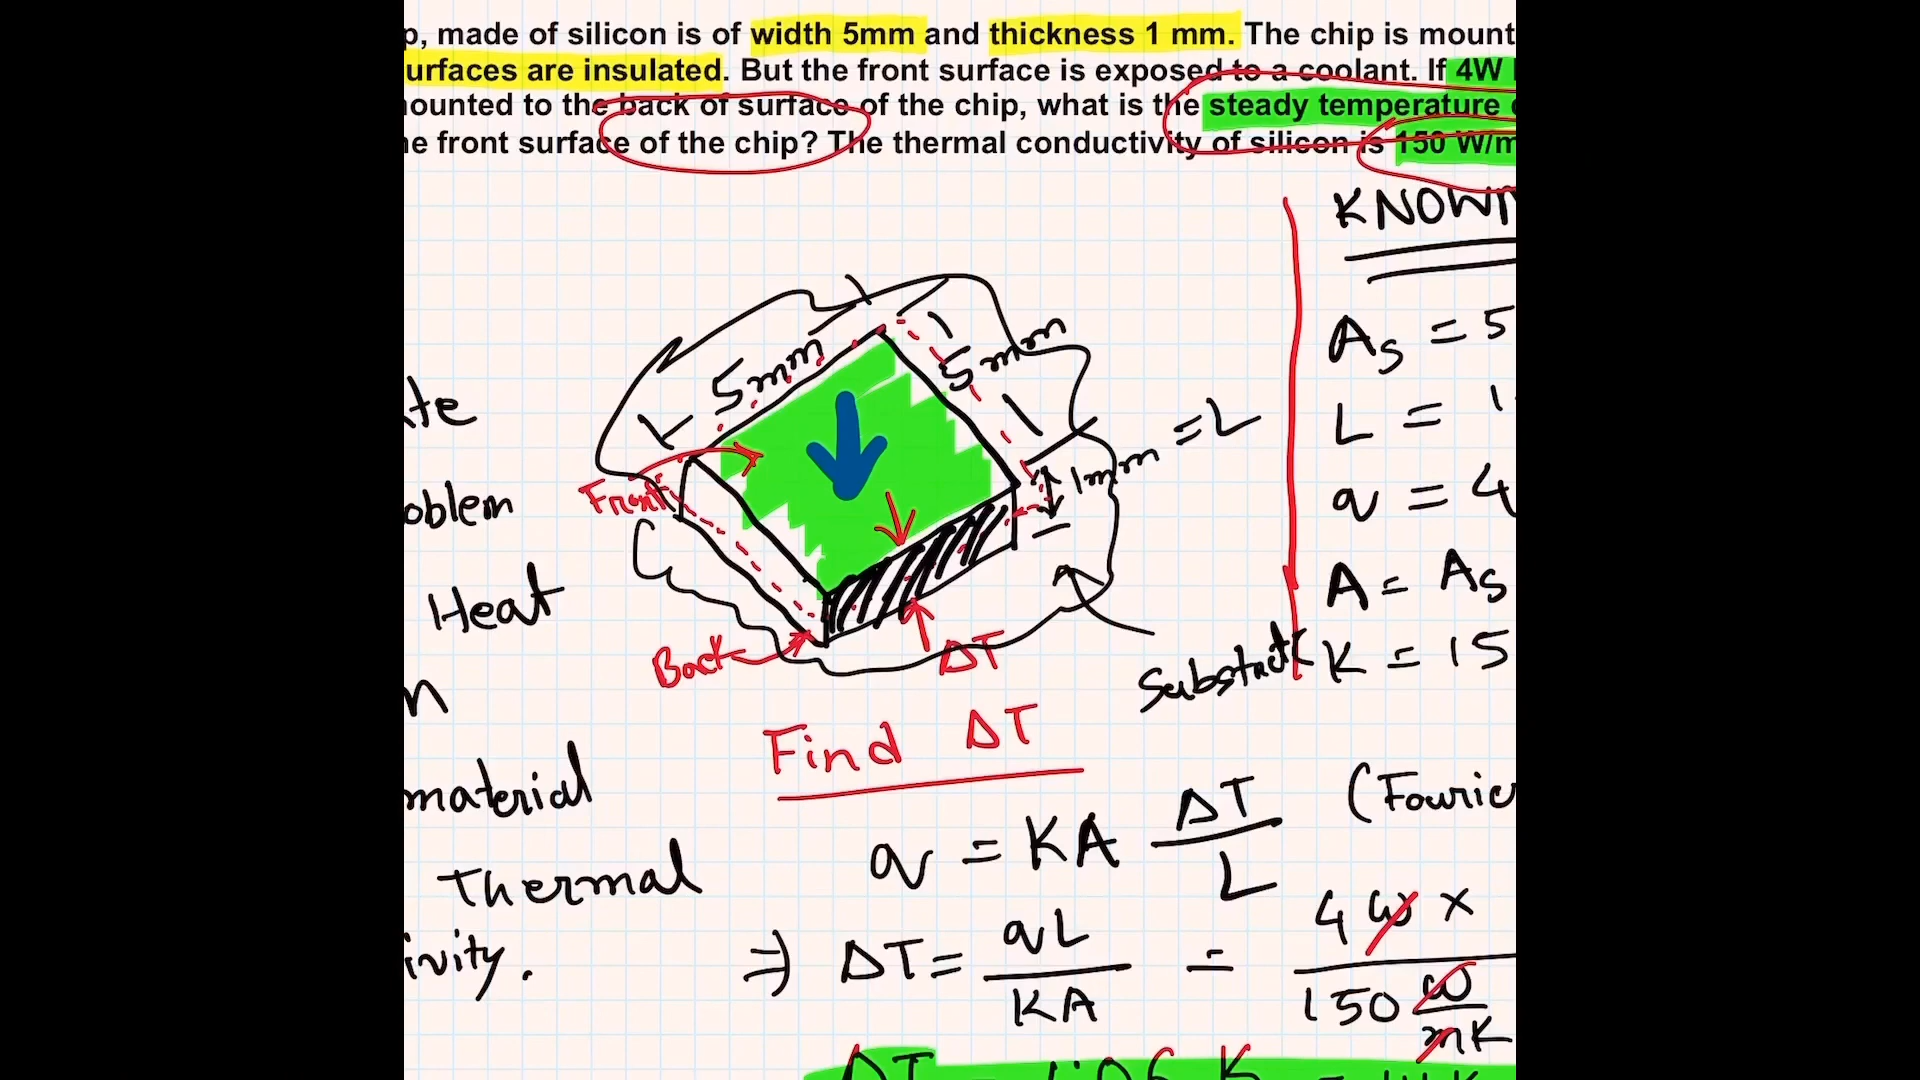 p, made of silicon is of width 5mm and thickness 1 mm. The chip is mount
urfaces are insulated. But the front surface is exposed to a coolant. If 4W
ounted to the back of surface of the chip, what is the steady temperature
e front surface of the chip? The thermal conductivity of silicon is 150 W/m
KNOWN
As = 5
L = 1
q = 4
A = As
K = 15
5mm
5mm
1mm = L
Front
Back
ΔT
Substrate
te
oblem
Heat
n
material
Thermal
ivity.
Find ΔT
q = KA ΔT/L (Fourier
=> ΔT = qL/KA = 4 W x / 150 W/mK
ΔT